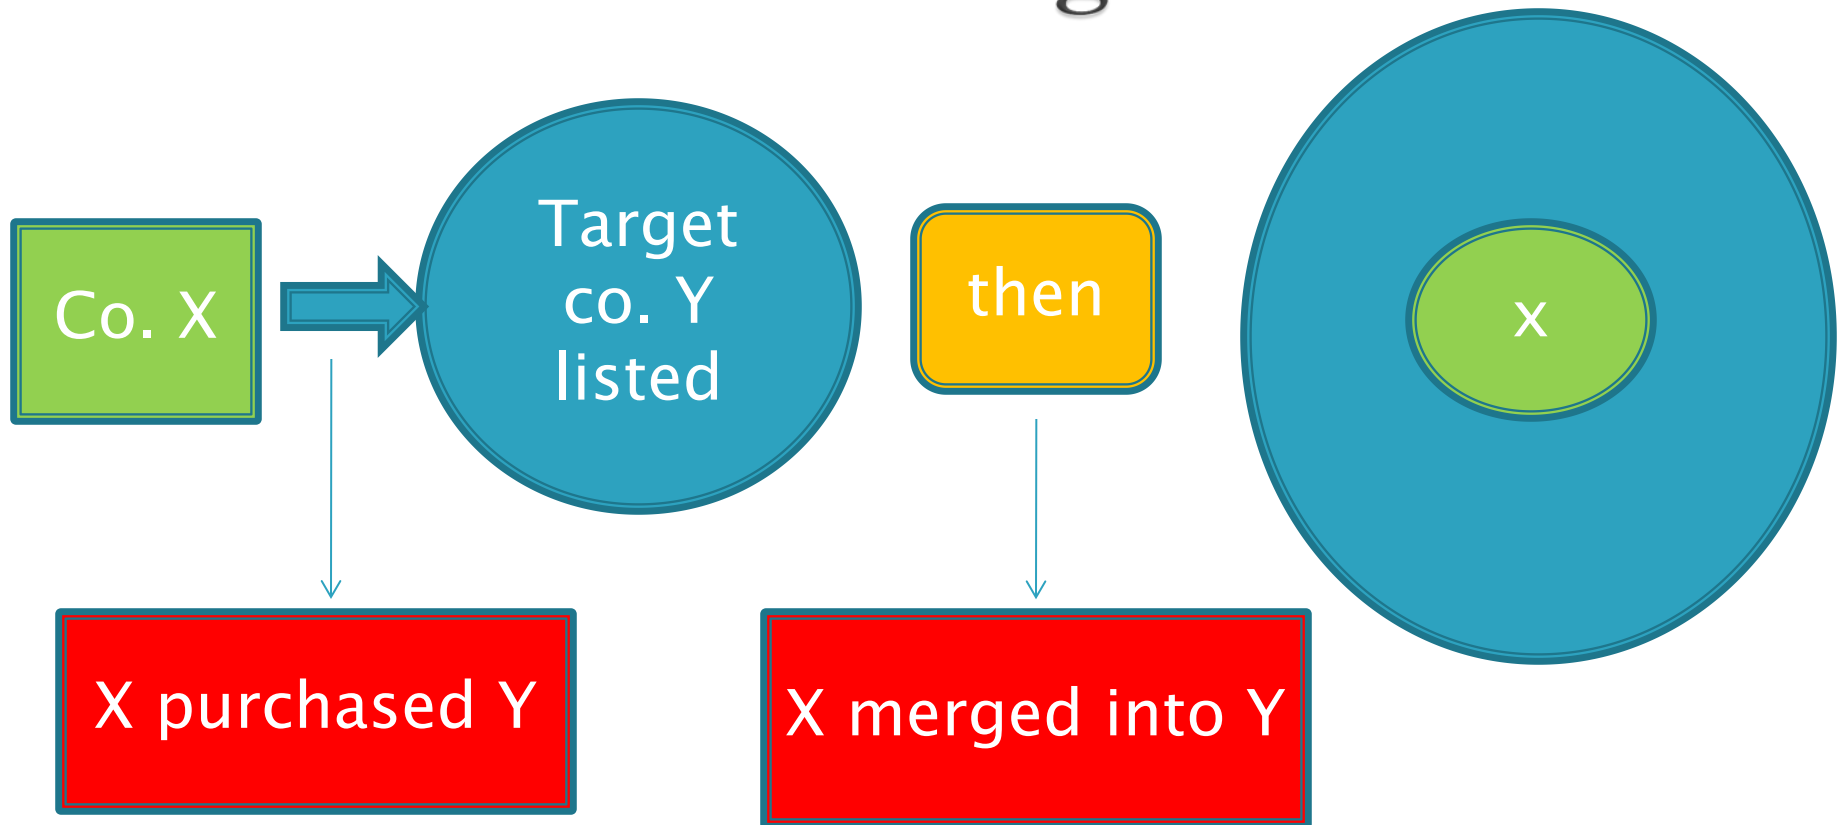 Co. X
Target
co. Y
listed
then
x
X purchased Y
X merged into Y